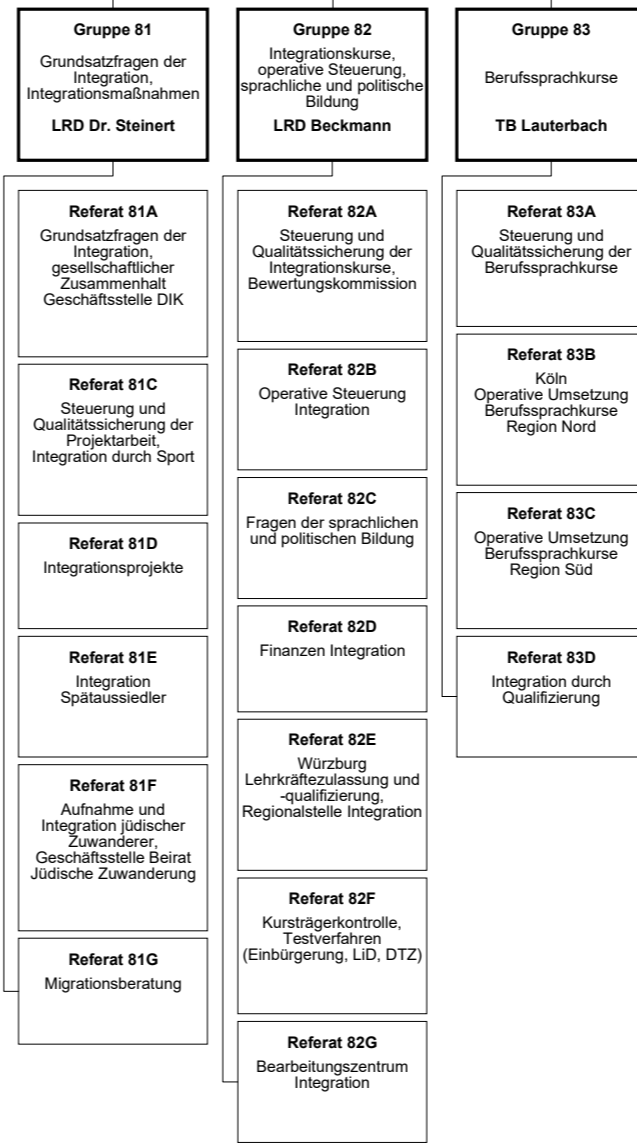 Gruppe 81
Grundsatzfragen der
Integration,
Integrationsmaßnahmen
LRD Dr. Steinert
Referat 81A
Grundsatzfragen der
Integration,
gesellschaftlicher
Zusammenhalt
Geschäftsstelle DIK
Referat 81C
Steuerung und
Qualitätssicherung der
Projektarbeit,
Integration durch Sport
Referat 81D
Integrationsprojekte
Referat 81E
Integration
Spätaussiedler
Referat 81F
Aufnahme und
Integration jüdischer
Zuwanderer,
Geschäftsstelle Beirat
Jüdische Zuwanderung
Referat 81G
Migrationsberatung
Gruppe 82
Integrationskurse,
operative Steuerung,
sprachliche und politische
Bildung
LRD Beckmann
Referat 82A
Steuerung und
Qualitätssicherung der
Integrationskurse,
Bewertungskommission
Referat 82B
Operative Steuerung
Integration
Referat 82C
Fragen der sprachlichen
und politischen Bildung
Referat 82D
Finanzen Integration
Referat 82E
Würzburg
Lehrkräftezulassung und
-qualifizierung,
Regionalstelle Integration
Referat 82F
Kursträgerkontrolle,
Testverfahren
(Einbürgerung, LiD, DTZ)
Referat 82G
Bearbeitungszentrum
Integration
Gruppe 83
Berufssprachkurse
TB Lauterbach
Referat 83A
Steuerung und
Qualitätssicherung der
Berufssprachkurse
Referat 83B
Köln
Operative Umsetzung
Berufssprachkurse
Region Nord
Referat 83C
Operative Umsetzung
Berufssprachkurse
Region Süd
Referat 83D
Integration durch
Qualifizierung